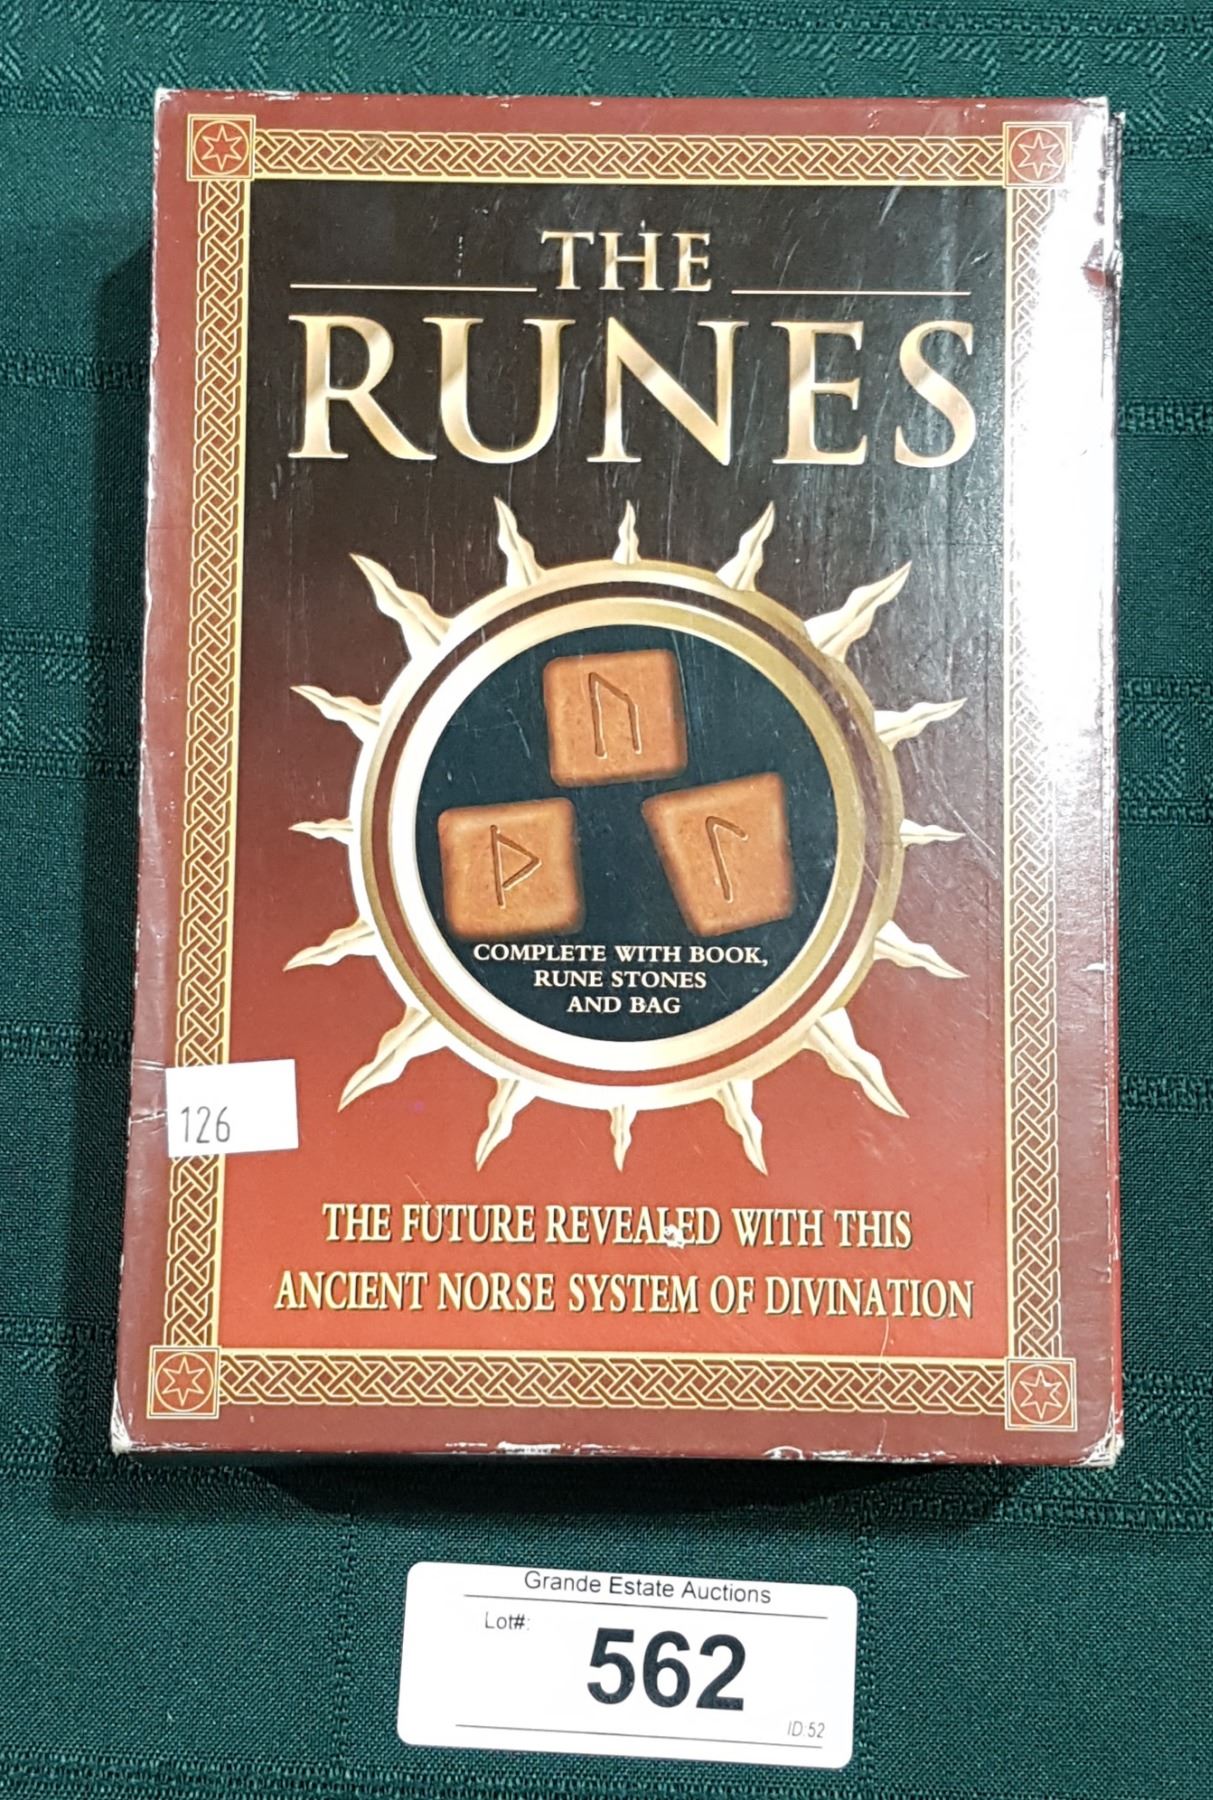 THE
RUNES
ᚢ
ᚦ ᛚ
COMPLETE WITH BOOK,
RUNE STONES
AND BAG
126
THE FUTURE REVEALED WITH THIS
ANCIENT NORSE SYSTEM OF DIVINATION
Grande Estate Auctions
Lot#:
562
ID:52